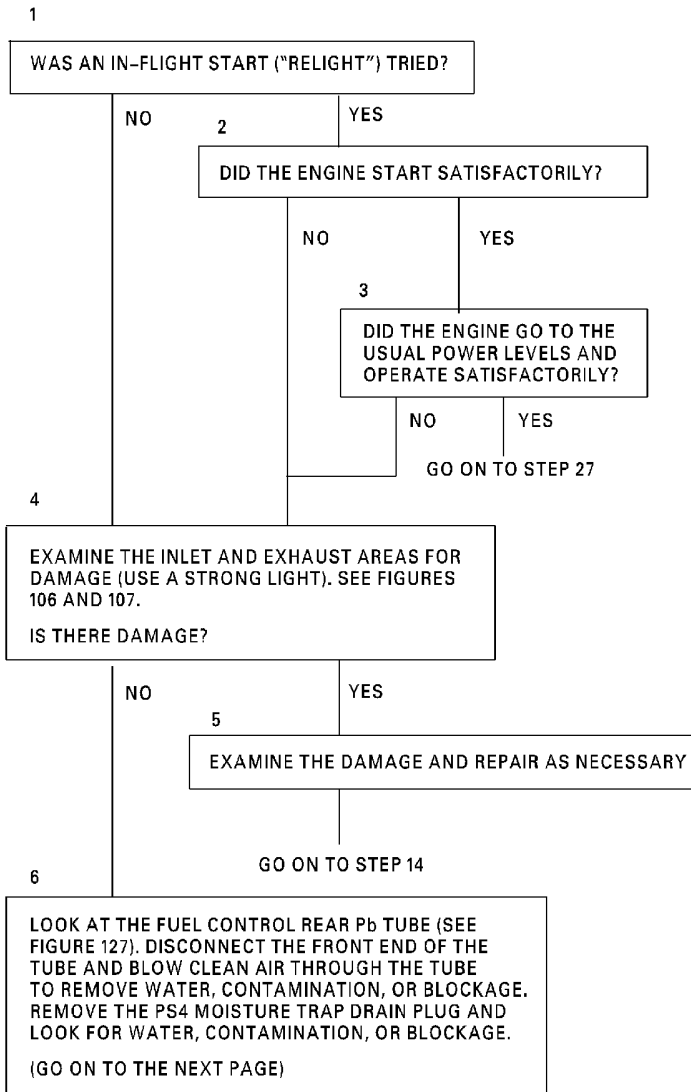 1
WAS AN IN-FLIGHT START ("RELIGHT") TRIED?
NO
YES
2
DID THE ENGINE START SATISFACTORILY?
NO
YES
3
DID THE ENGINE GO TO THE
USUAL POWER LEVELS AND
OPERATE SATISFACTORILY?
NO
YES
GO ON TO STEP 27
4
EXAMINE THE INLET AND EXHAUST AREAS FOR
DAMAGE (USE A STRONG LIGHT). SEE FIGURES
106 AND 107.
IS THERE DAMAGE?
NO
YES
5
EXAMINE THE DAMAGE AND REPAIR AS NECESSARY
GO ON TO STEP 14
6
LOOK AT THE FUEL CONTROL REAR Pb TUBE (SEE
FIGURE 127). DISCONNECT THE FRONT END OF THE
TUBE AND BLOW CLEAN AIR THROUGH THE TUBE
TO REMOVE WATER, CONTAMINATION, OR BLOCKAGE.
REMOVE THE PS4 MOISTURE TRAP DRAIN PLUG AND
LOOK FOR WATER, CONTAMINATION, OR BLOCKAGE.
(GO ON TO THE NEXT PAGE)